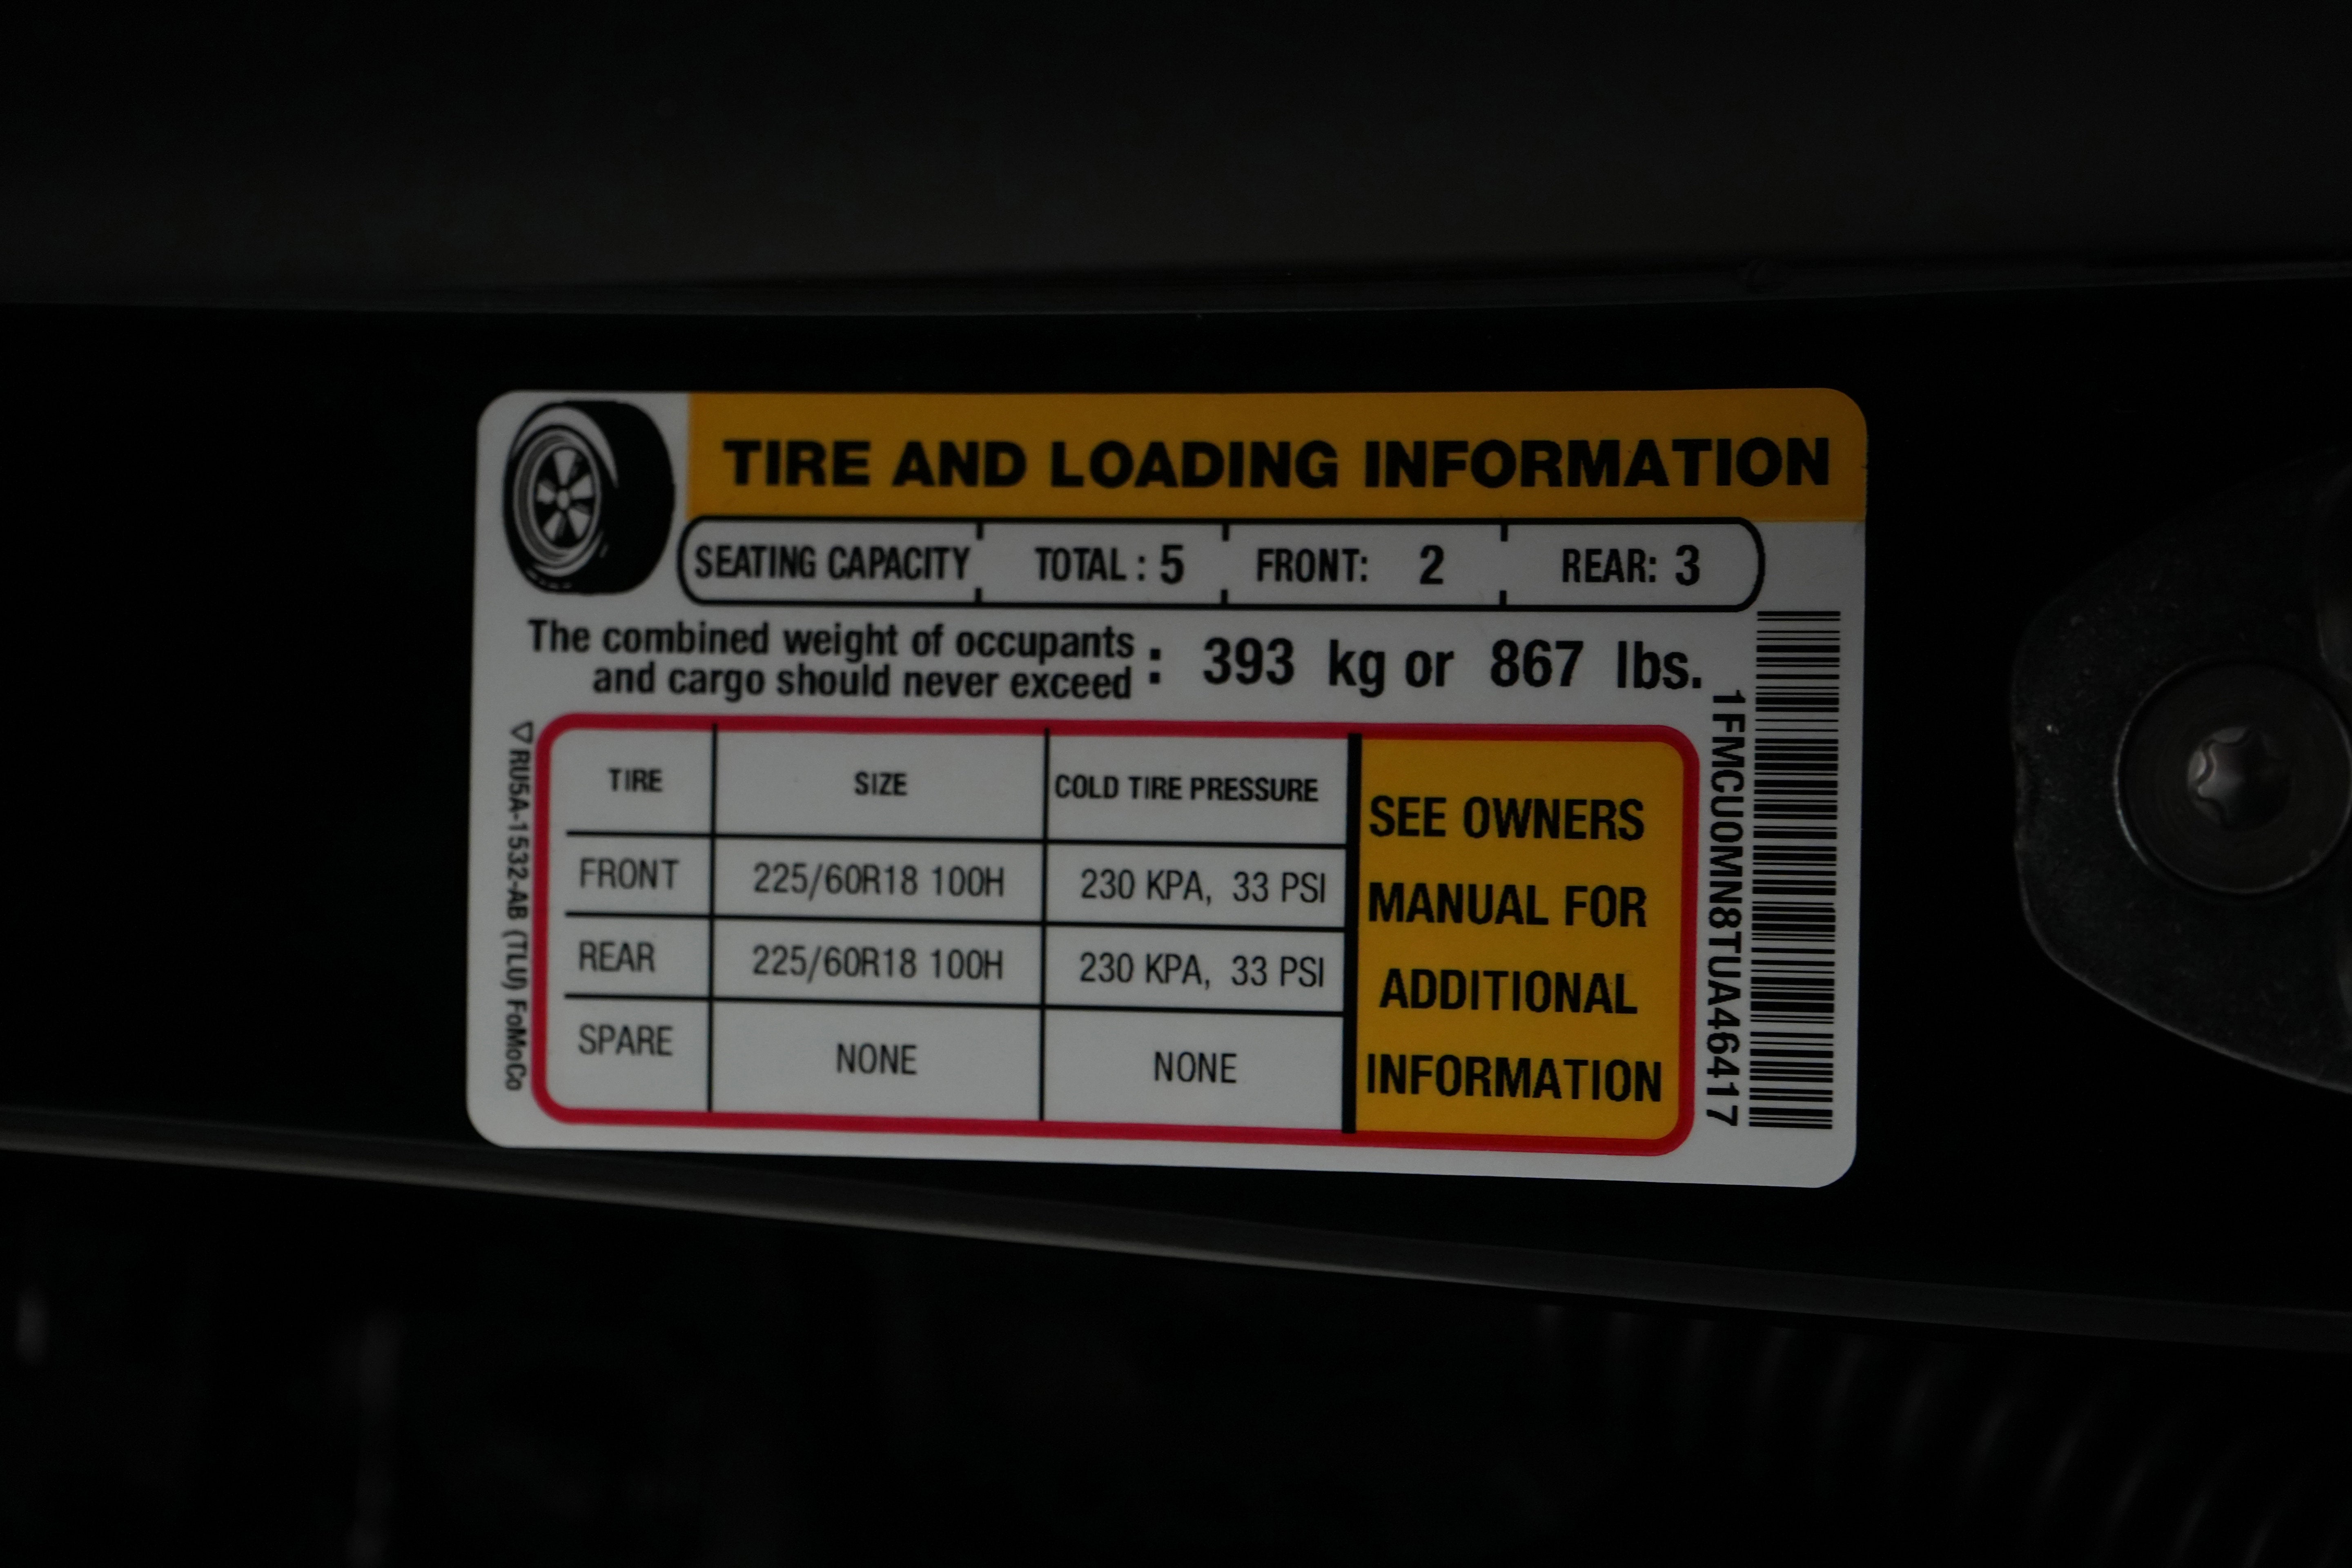 TIRE AND LOADING INFORMATION
SEATING CAPACITY TOTAL : 5 FRONT: 2 REAR: 3
The combined weight of occupants
and cargo should never exceed : 393 kg or 867 lbs.
TIRE SIZE COLD TIRE PRESSURE
FRONT 225/60R18 100H 230 KPA, 33 PSI
REAR 225/60R18 100H 230 KPA, 33 PSI
SPARE NONE NONE
SEE OWNERS
MANUAL FOR
ADDITIONAL
INFORMATION
1FMCU0MN8TUA46417
RU5A-1532-AB (TLU) FoMoCo